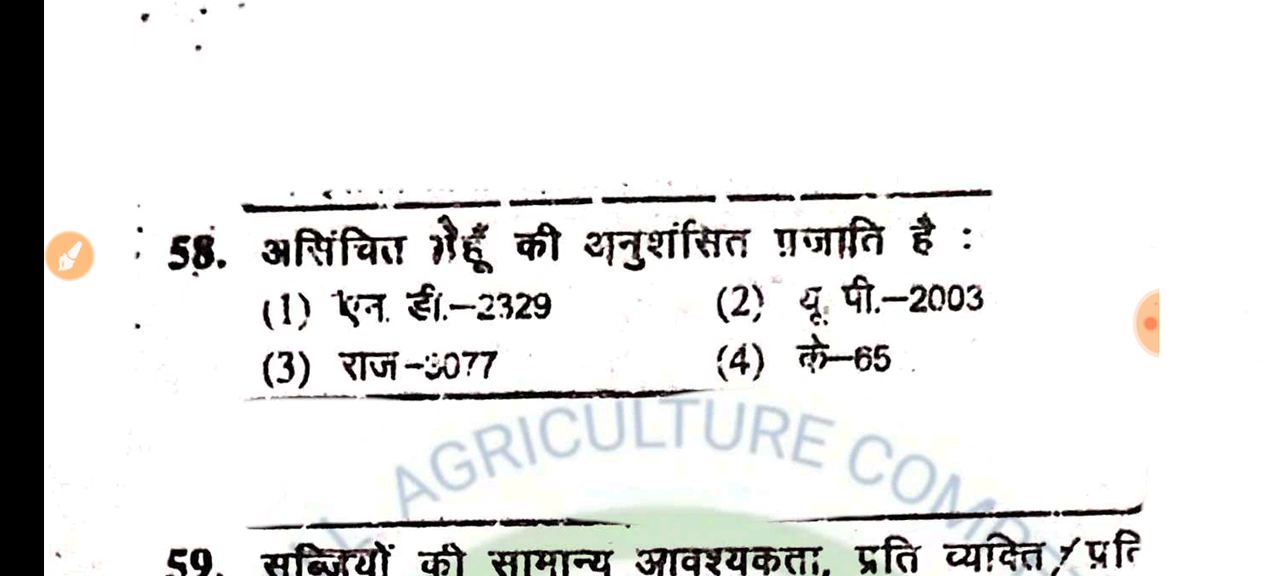 58. असिंचित गेहूँ की अनुशंसित प्रजाति है :
(1) एन. डी.–2329 (2) यू. पी.–2003
(3) राज–3077 (4) के–65
AGRICULTURE COMP
59. सब्जियों की सामान्य आवश्यकता, प्रति व्यक्ति / प्रति